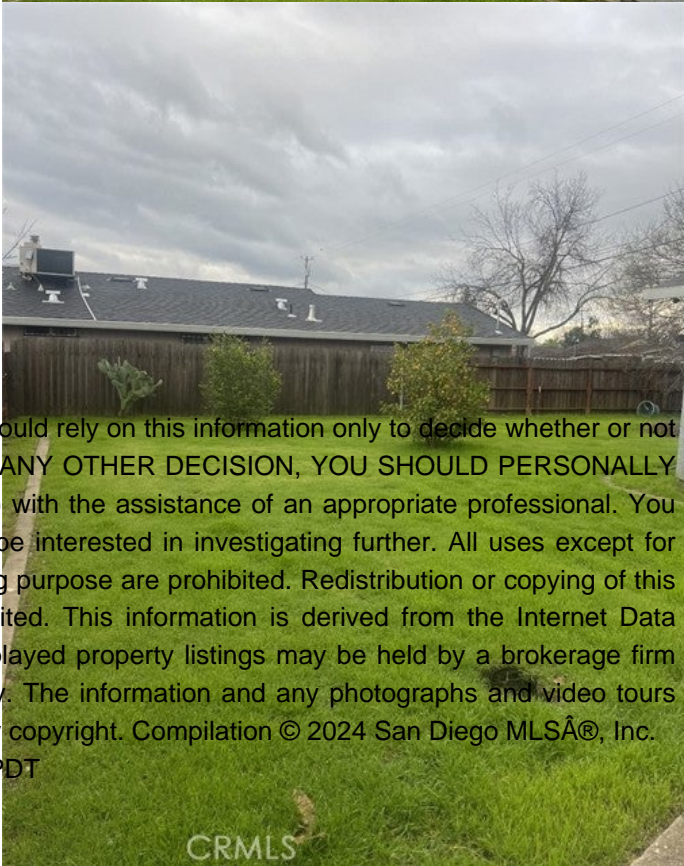 ould rely on this information only to decide whether or not
ANY OTHER DECISION, YOU SHOULD PERSONALLY
with the assistance of an appropriate professional. You
be interested in investigating further. All uses except for
g purpose are prohibited. Redistribution or copying of this
ited. This information is derived from the Internet Data
played property listings may be held by a brokerage firm
y. The information and any photographs and video tours
r copyright. Compilation © 2024 San Diego MLSÂ®, Inc.
PDT
CRMLS